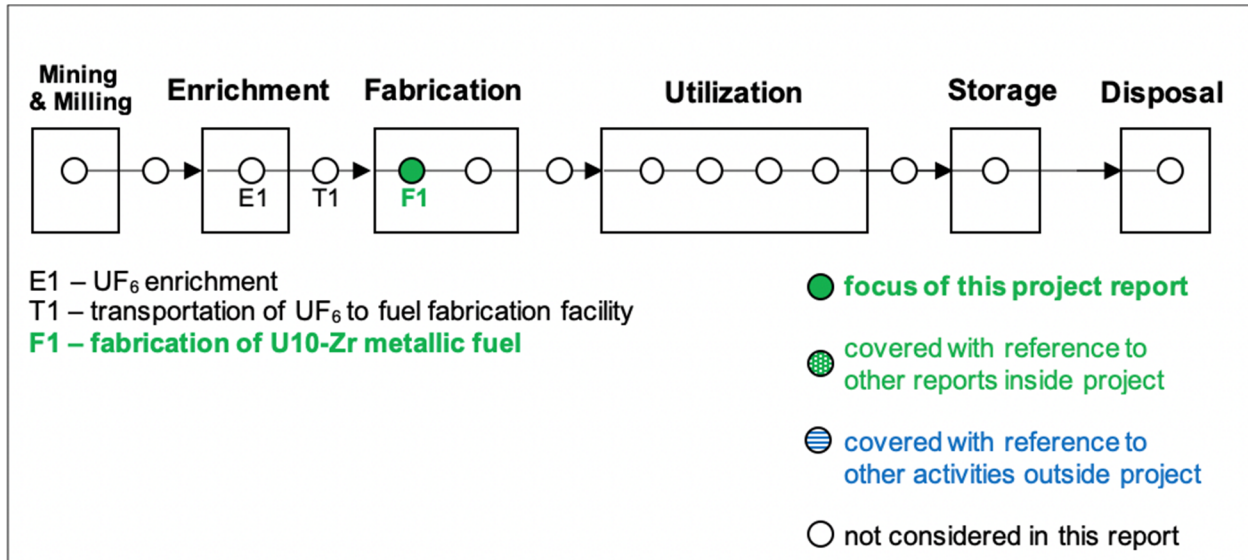 Mining
& Milling
Enrichment
Fabrication
Utilization
Storage
Disposal
E1
T1
F1
E1 – UF₆ enrichment
T1 – transportation of UF₆ to fuel fabrication facility
F1 – fabrication of U10-Zr metallic fuel
focus of this project report
covered with reference to
other reports inside project
covered with reference to
other activities outside project
not considered in this report